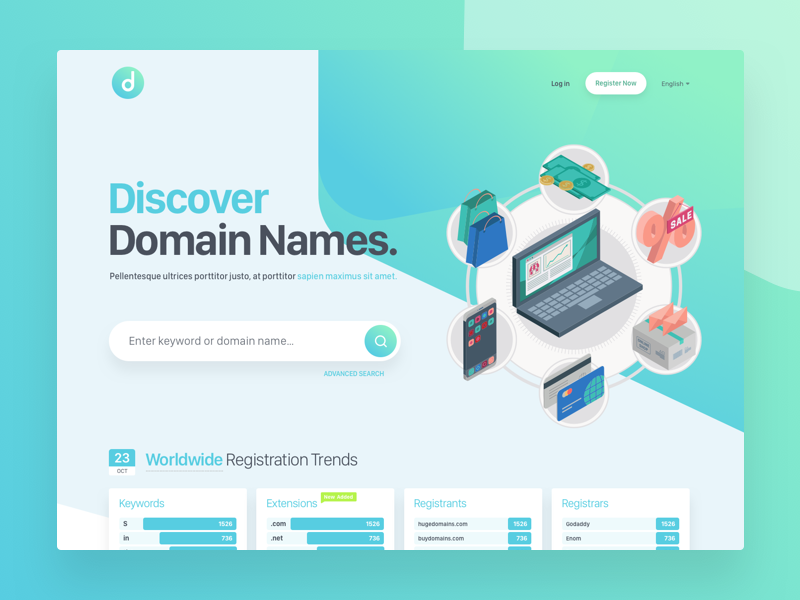 d
Log in
Register Now
English
Discover
Domain Names.
Pellentesque ultrices porttitor justo, at porttitor sapien maximus sit amet.
Enter keyword or domain name...
ADVANCED SEARCH
SALE
23
OCT
Worldwide Registration Trends
Keywords
S 1526
in 736
Extensions
New Added
.com 1526
.net 736
Registrants
hugedomains.com 1526
buydomains.com 736
Registrars
Godaddy 1526
Enom 736